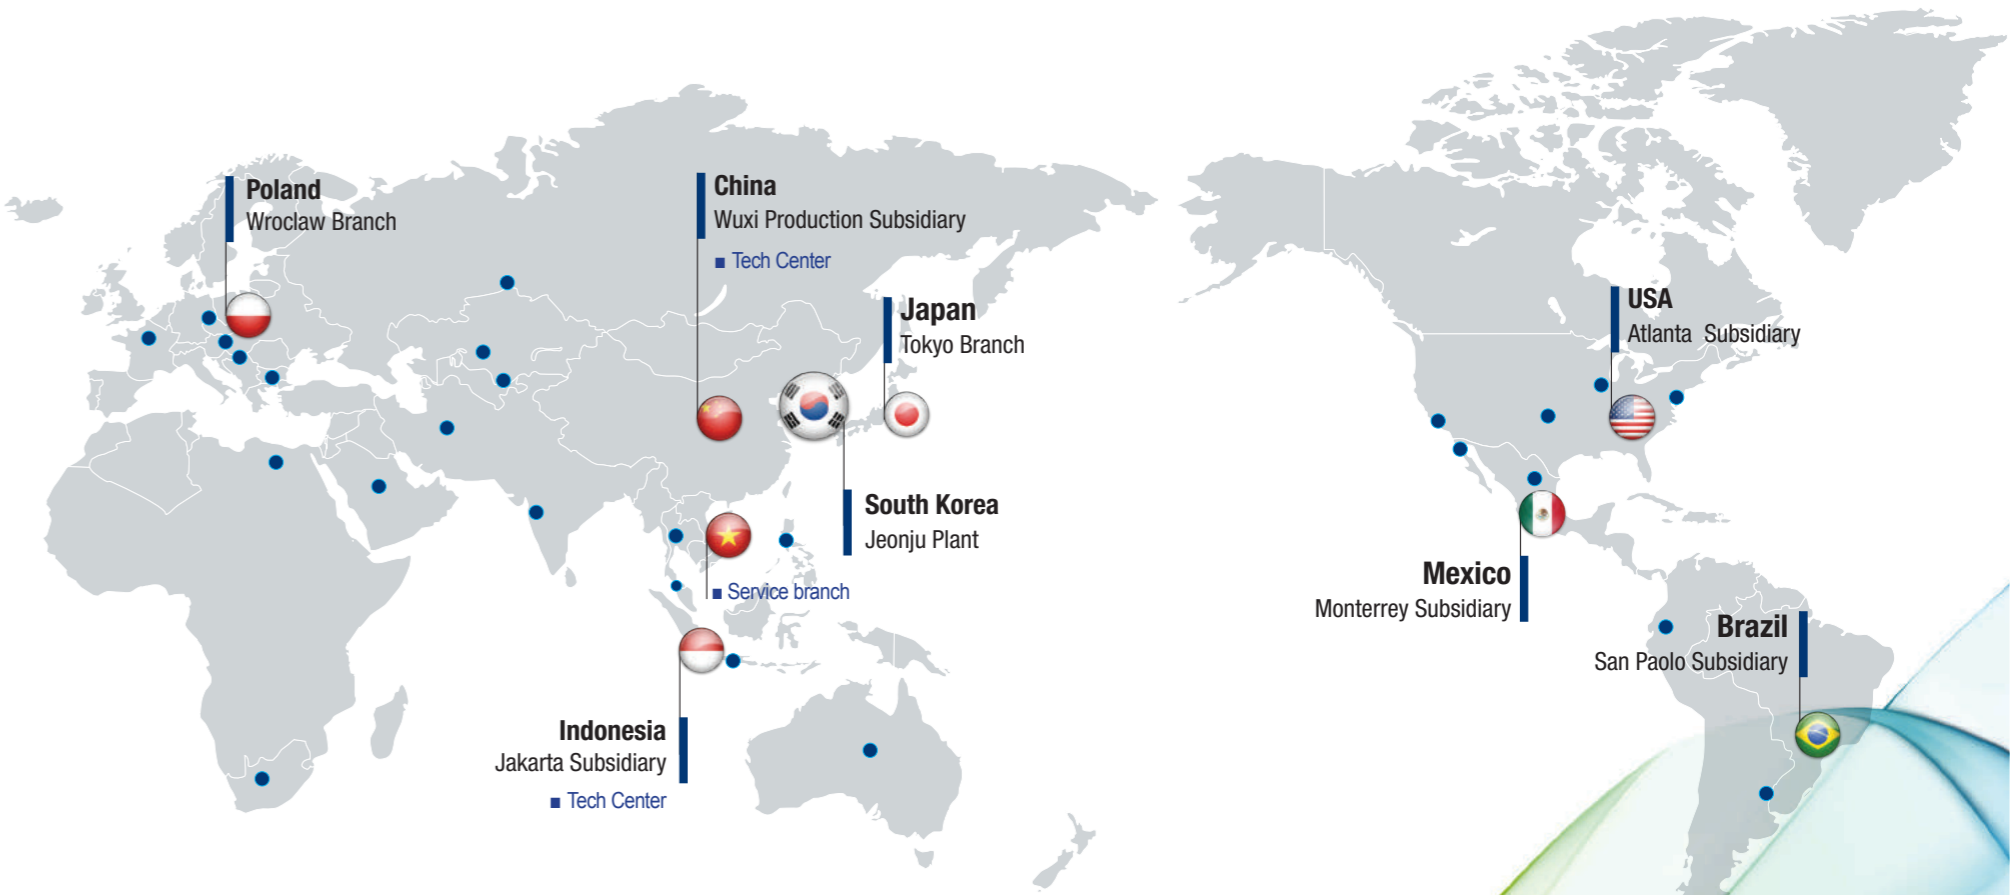 Poland
Wroclaw Branch
China
Wuxi Production Subsidiary
■ Tech Center
Japan
Tokyo Branch
South Korea
Jeonju Plant
■ Service branch
Indonesia
Jakarta Subsidiary
■ Tech Center
USA
Atlanta Subsidiary
Mexico
Monterrey Subsidiary
Brazil
San Paolo Subsidiary